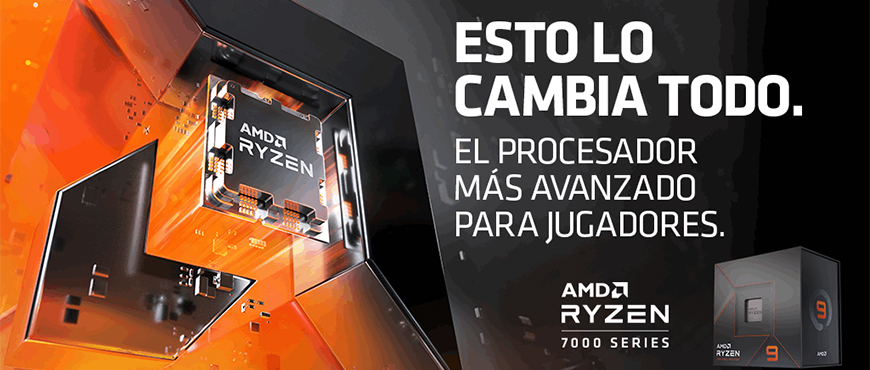 AMD
RYZEN
ESTO LO
CAMBIA TODO.
EL PROCESADOR
MÁS AVANZADO
PARA JUGADORES.
AMD
RYZEN
7000 SERIES
AMD
RYZEN
9
9
AMD